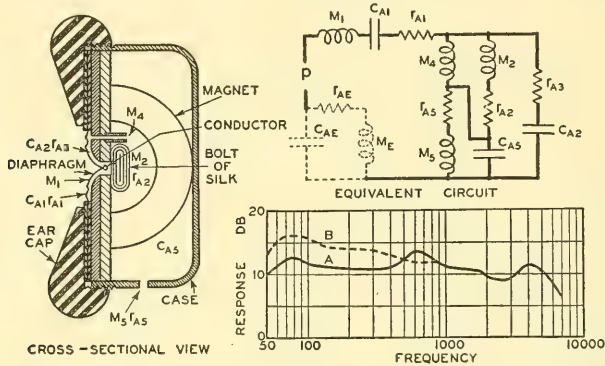 M4
MAGNET
CONDUCTOR
CA2 rA3
DIAPHRAGM
M1
CA1 rA1
M2
rA2
BOLT OF
SILK
EAR
CAP
CA5
CASE
M5 rA5
CROSS-SECTIONAL VIEW
M1 CA1 rA1
M4 M2
p
rAE
CAE
ME
rA5
rA2
rA3
CA2
M5
CA5
EQUIVALENT CIRCUIT
RESPONSE DB
20
10
0
B
A
50 100 1000 10000
FREQUENCY